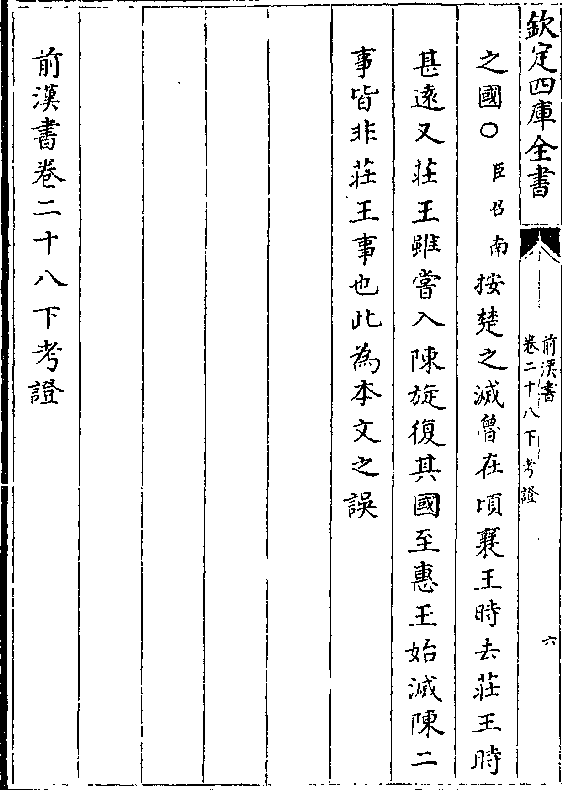 欽定四庫全書
前漢書
卷二十八下考證
六
之國○臣召南按楚之滅魯在頃襄王時去莊王時
甚遠又莊王雖嘗入陳旋復其國至惠王始滅陳二
事皆非莊王事也此為本文之誤
前漢書卷二十八下考證